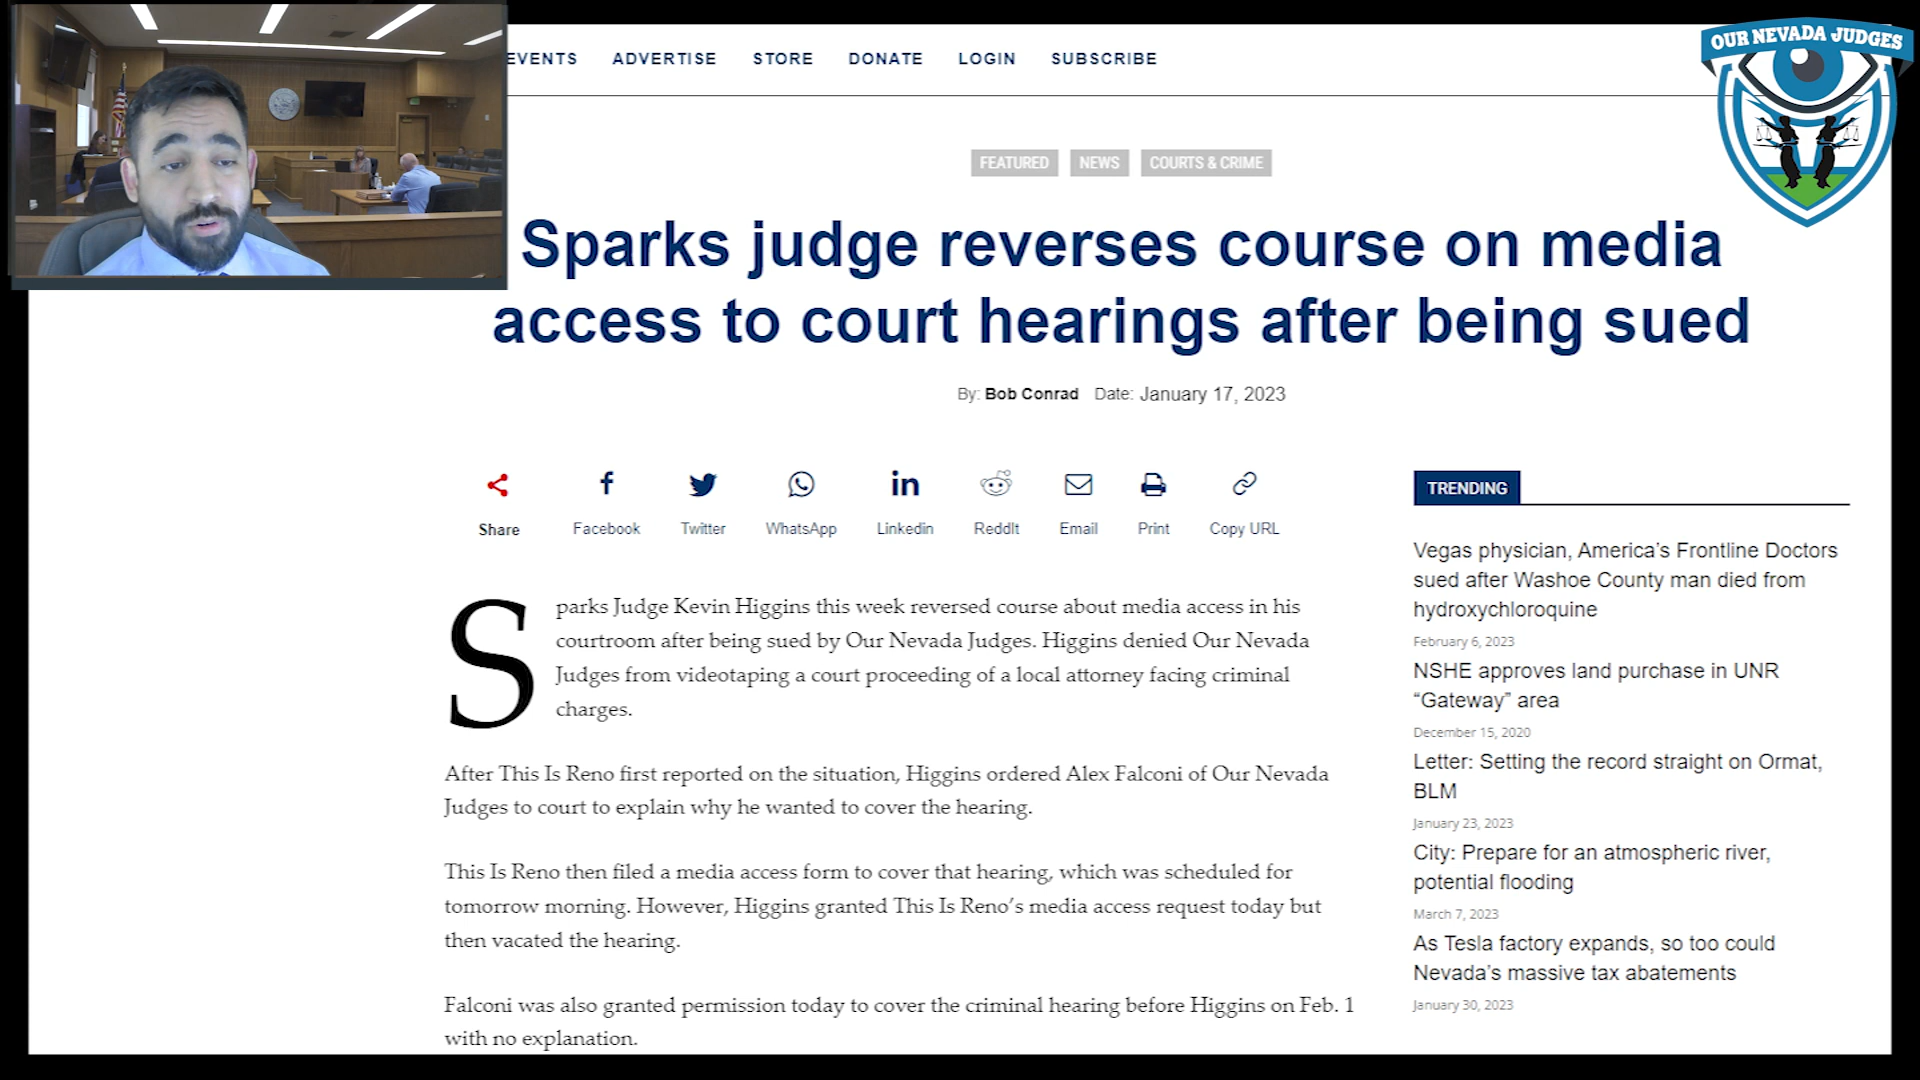 EVENTS ADVERTISE STORE DONATE LOGIN SUBSCRIBE
OUR NEVADA JUDGES
FEATURED NEWS COURTS & CRIME
Sparks judge reverses course on media
access to court hearings after being sued
By: Bob Conrad Date: January 17, 2023
Share Facebook Twitter WhatsApp Linkedin ReddIt Email Print Copy URL
Sparks Judge Kevin Higgins this week reversed course about media access in his
courtroom after being sued by Our Nevada Judges. Higgins denied Our Nevada
Judges from videotaping a court proceeding of a local attorney facing criminal
charges.
After This Is Reno first reported on the situation, Higgins ordered Alex Falconi of Our Nevada
Judges to court to explain why he wanted to cover the hearing.
This Is Reno then filed a media access form to cover that hearing, which was scheduled for
tomorrow morning. However, Higgins granted This Is Reno’s media access request today but
then vacated the hearing.
Falconi was also granted permission today to cover the criminal hearing before Higgins on Feb. 1
with no explanation.
TRENDING
Vegas physician, America’s Frontline Doctors
sued after Washoe County man died from
hydroxychloroquine
February 6, 2023
NSHE approves land purchase in UNR
“Gateway” area
December 15, 2020
Letter: Setting the record straight on Ormat,
BLM
January 23, 2023
City: Prepare for an atmospheric river,
potential flooding
March 7, 2023
As Tesla factory expands, so too could
Nevada’s massive tax abatements
January 30, 2023